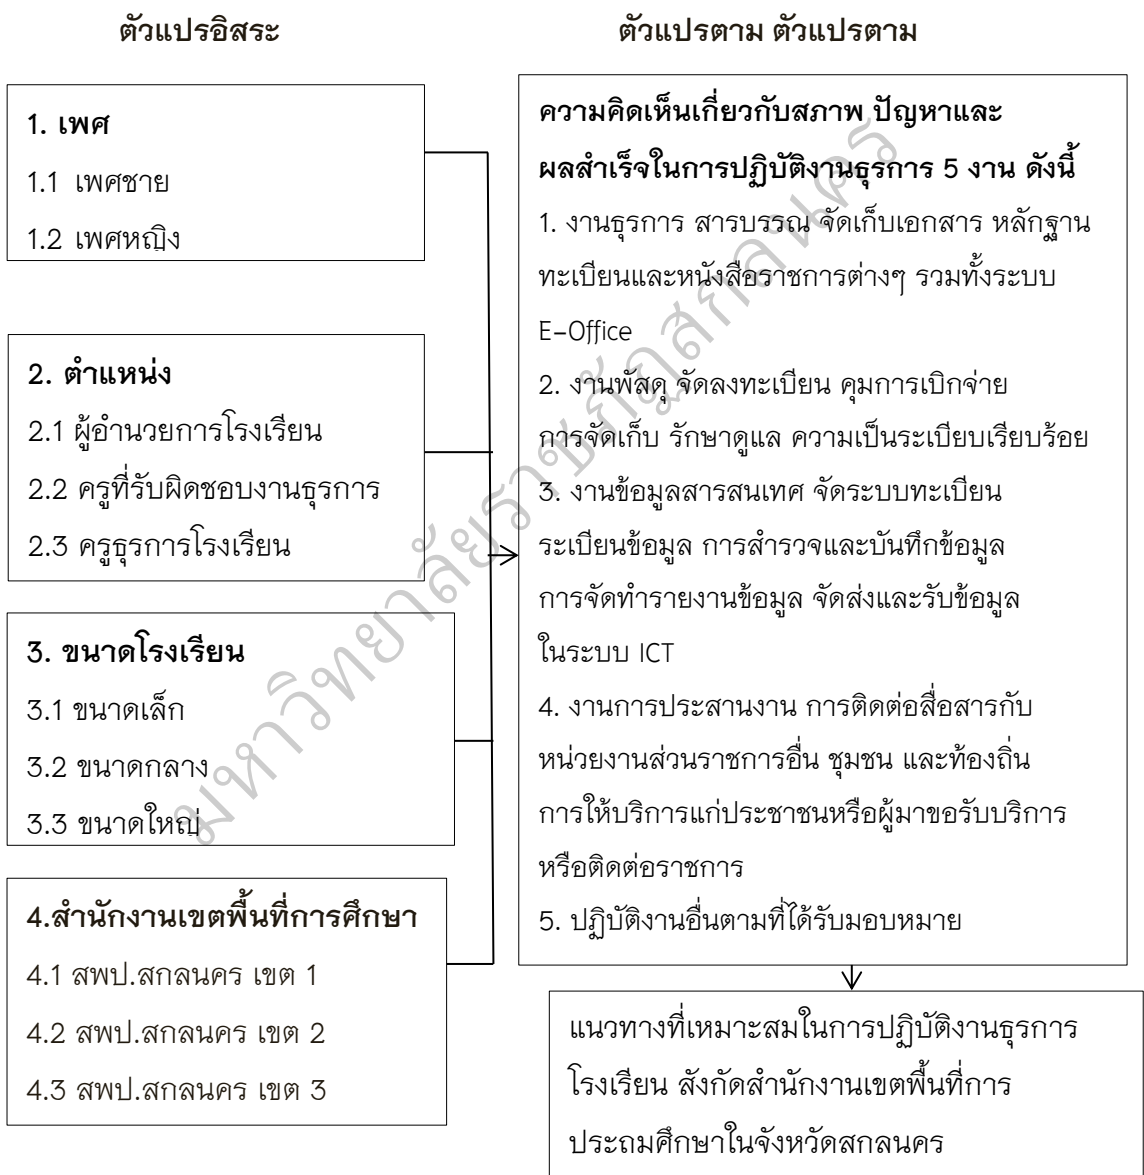 ตัวแปรอิสระ
1. เพศ
1.1 เพศชาย
1.2 เพศหญิง
2. ตำแหน่ง
2.1 ผู้อำนวยการโรงเรียน
2.2 ครูที่รับผิดชอบงานธุรการ
2.3 ครูธุรการโรงเรียน
3. ขนาดโรงเรียน
3.1 ขนาดเล็ก
3.2 ขนาดกลาง
3.3 ขนาดใหญ่
4.สำนักงานเขตพื้นที่การศึกษา
4.1 สพป.สกลนคร เขต 1
4.2 สพป.สกลนคร เขต 2
4.3 สพป.สกลนคร เขต 3
ตัวแปรตาม ตัวแปรตาม
ความคิดเห็นเกี่ยวกับสภาพ ปัญหาและ
ผลสำเร็จในการปฏิบัติงานธุรการ 5 งาน ดังนี้
1. งานธุรการ สารบรรณ จัดเก็บเอกสาร หลักฐาน
ทะเบียนและหนังสือราชการต่างๆ รวมทั้งระบบ
E-Office
2. งานพัสดุ จัดลงทะเบียน คุมการเบิกจ่าย
การจัดเก็บ รักษาดูแล ความเป็นระเบียบเรียบร้อย
3. งานข้อมูลสารสนเทศ จัดระบบทะเบียน
ระเบียนข้อมูล การสำรวจและบันทึกข้อมูล
การจัดทำรายงานข้อมูล จัดส่งและรับข้อมูล
ในระบบ ICT
4. งานการประสานงาน การติดต่อสื่อสารกับ
หน่วยงานส่วนราชการอื่น ชุมชน และท้องถิ่น
การให้บริการแก่ประชาชนหรือผู้มาขอรับบริการ
หรือติดต่อราชการ
5. ปฏิบัติงานอื่นตามที่ได้รับมอบหมาย
แนวทางที่เหมาะสมในการปฏิบัติงานธุรการ
โรงเรียน สังกัดสำนักงานเขตพื้นที่การ
ประถมศึกษาในจังหวัดสกลนคร
มหาวิทยาลัยราชภัฏสกลนคร